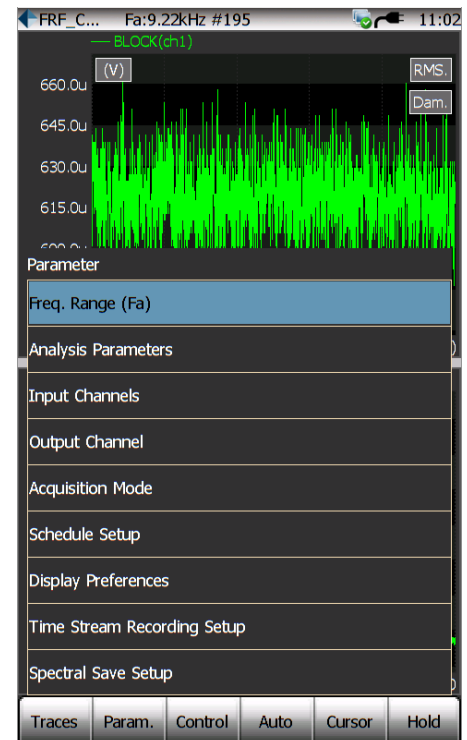 FRF_C... Fa:9.22kHz #195 11:02
BLOCK(ch1)
(V) RMS.
660.0u
Dam.
645.0u
630.0u
615.0u
Parameter
Freq. Range (Fa)
Analysis Parameters
Input Channels
Output Channel
Acquisition Mode
Schedule Setup
Display Preferences
Time Stream Recording Setup
Spectral Save Setup
Traces Param. Control Auto Cursor Hold